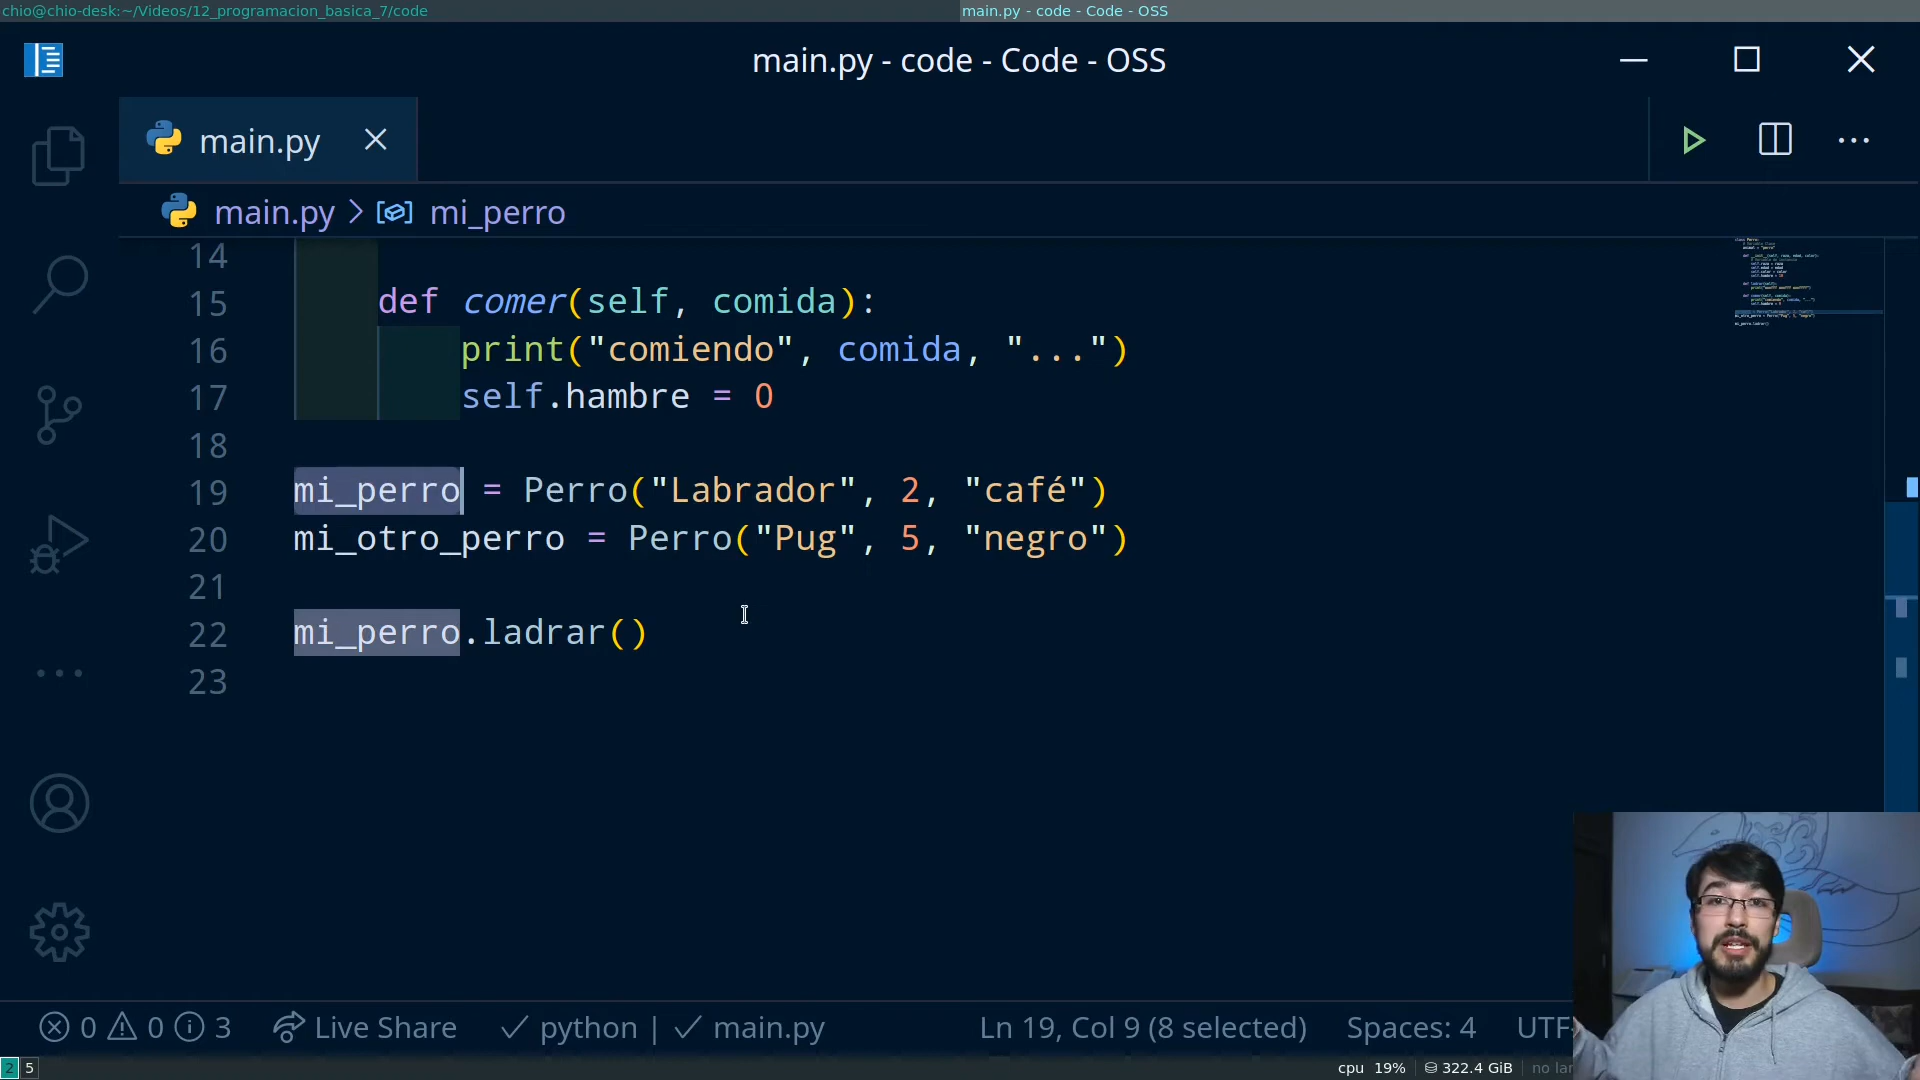 chio@chio-desk:~/Videos/12_programacion_basica_7/code
main.py - code - Code - OSS
main.py - code - Code - OSS
main.py
main.py > mi_perro
14
15 def comer(self, comida):
16 print("comiendo", comida, "...")
17 self.hambre = 0
18
19 mi_perro = Perro("Labrador", 2, "café")
20 mi_otro_perro = Perro("Pug", 5, "negro")
21
22 mi_perro.ladrar()
23
0 0 3 Live Share python | main.py Ln 19, Col 9 (8 selected) Spaces: 4 UTF-
2 5 cpu 19% 322.4 GiB no